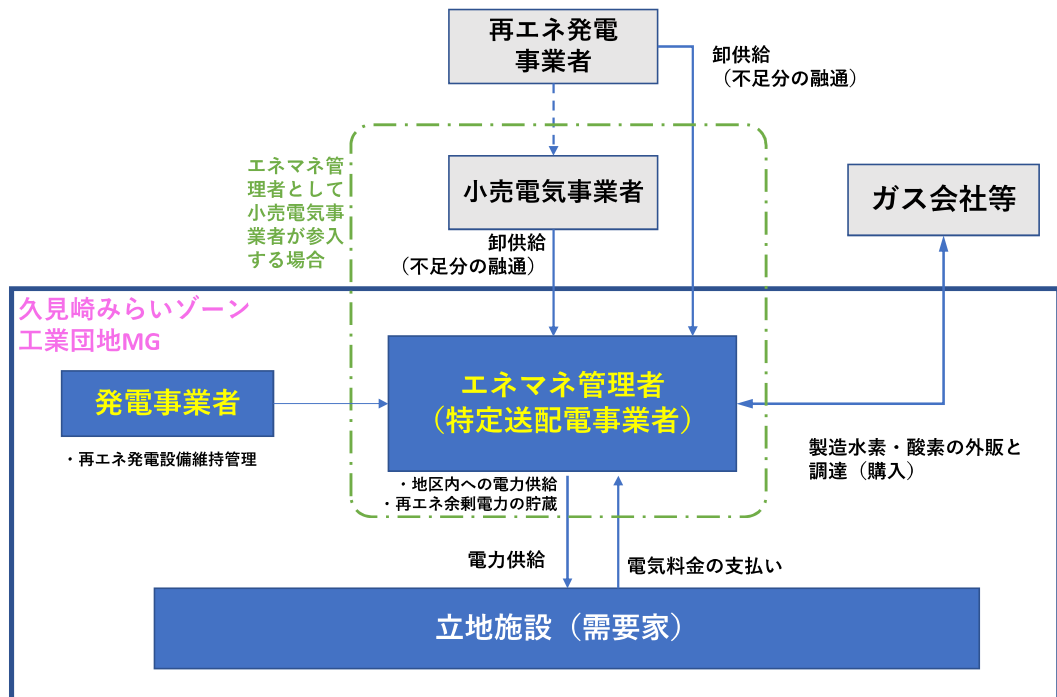 再エネ発電
事業者
卸供給
（不足分の融通）
エネマネ管
理者として
小売電気事
業者が参入
する場合
小売電気事業者
ガス会社等
卸供給
（不足分の融通）
久見崎みらいゾーン
工業団地MG
発電事業者
・再エネ発電設備維持管理
エネマネ管理者
（特定送配電事業者）
製造水素・酸素の外販と
調達（購入）
・地区内への電力供給
・再エネ余剰電力の貯蔵
電力供給
電気料金の支払い
立地施設（需要家）